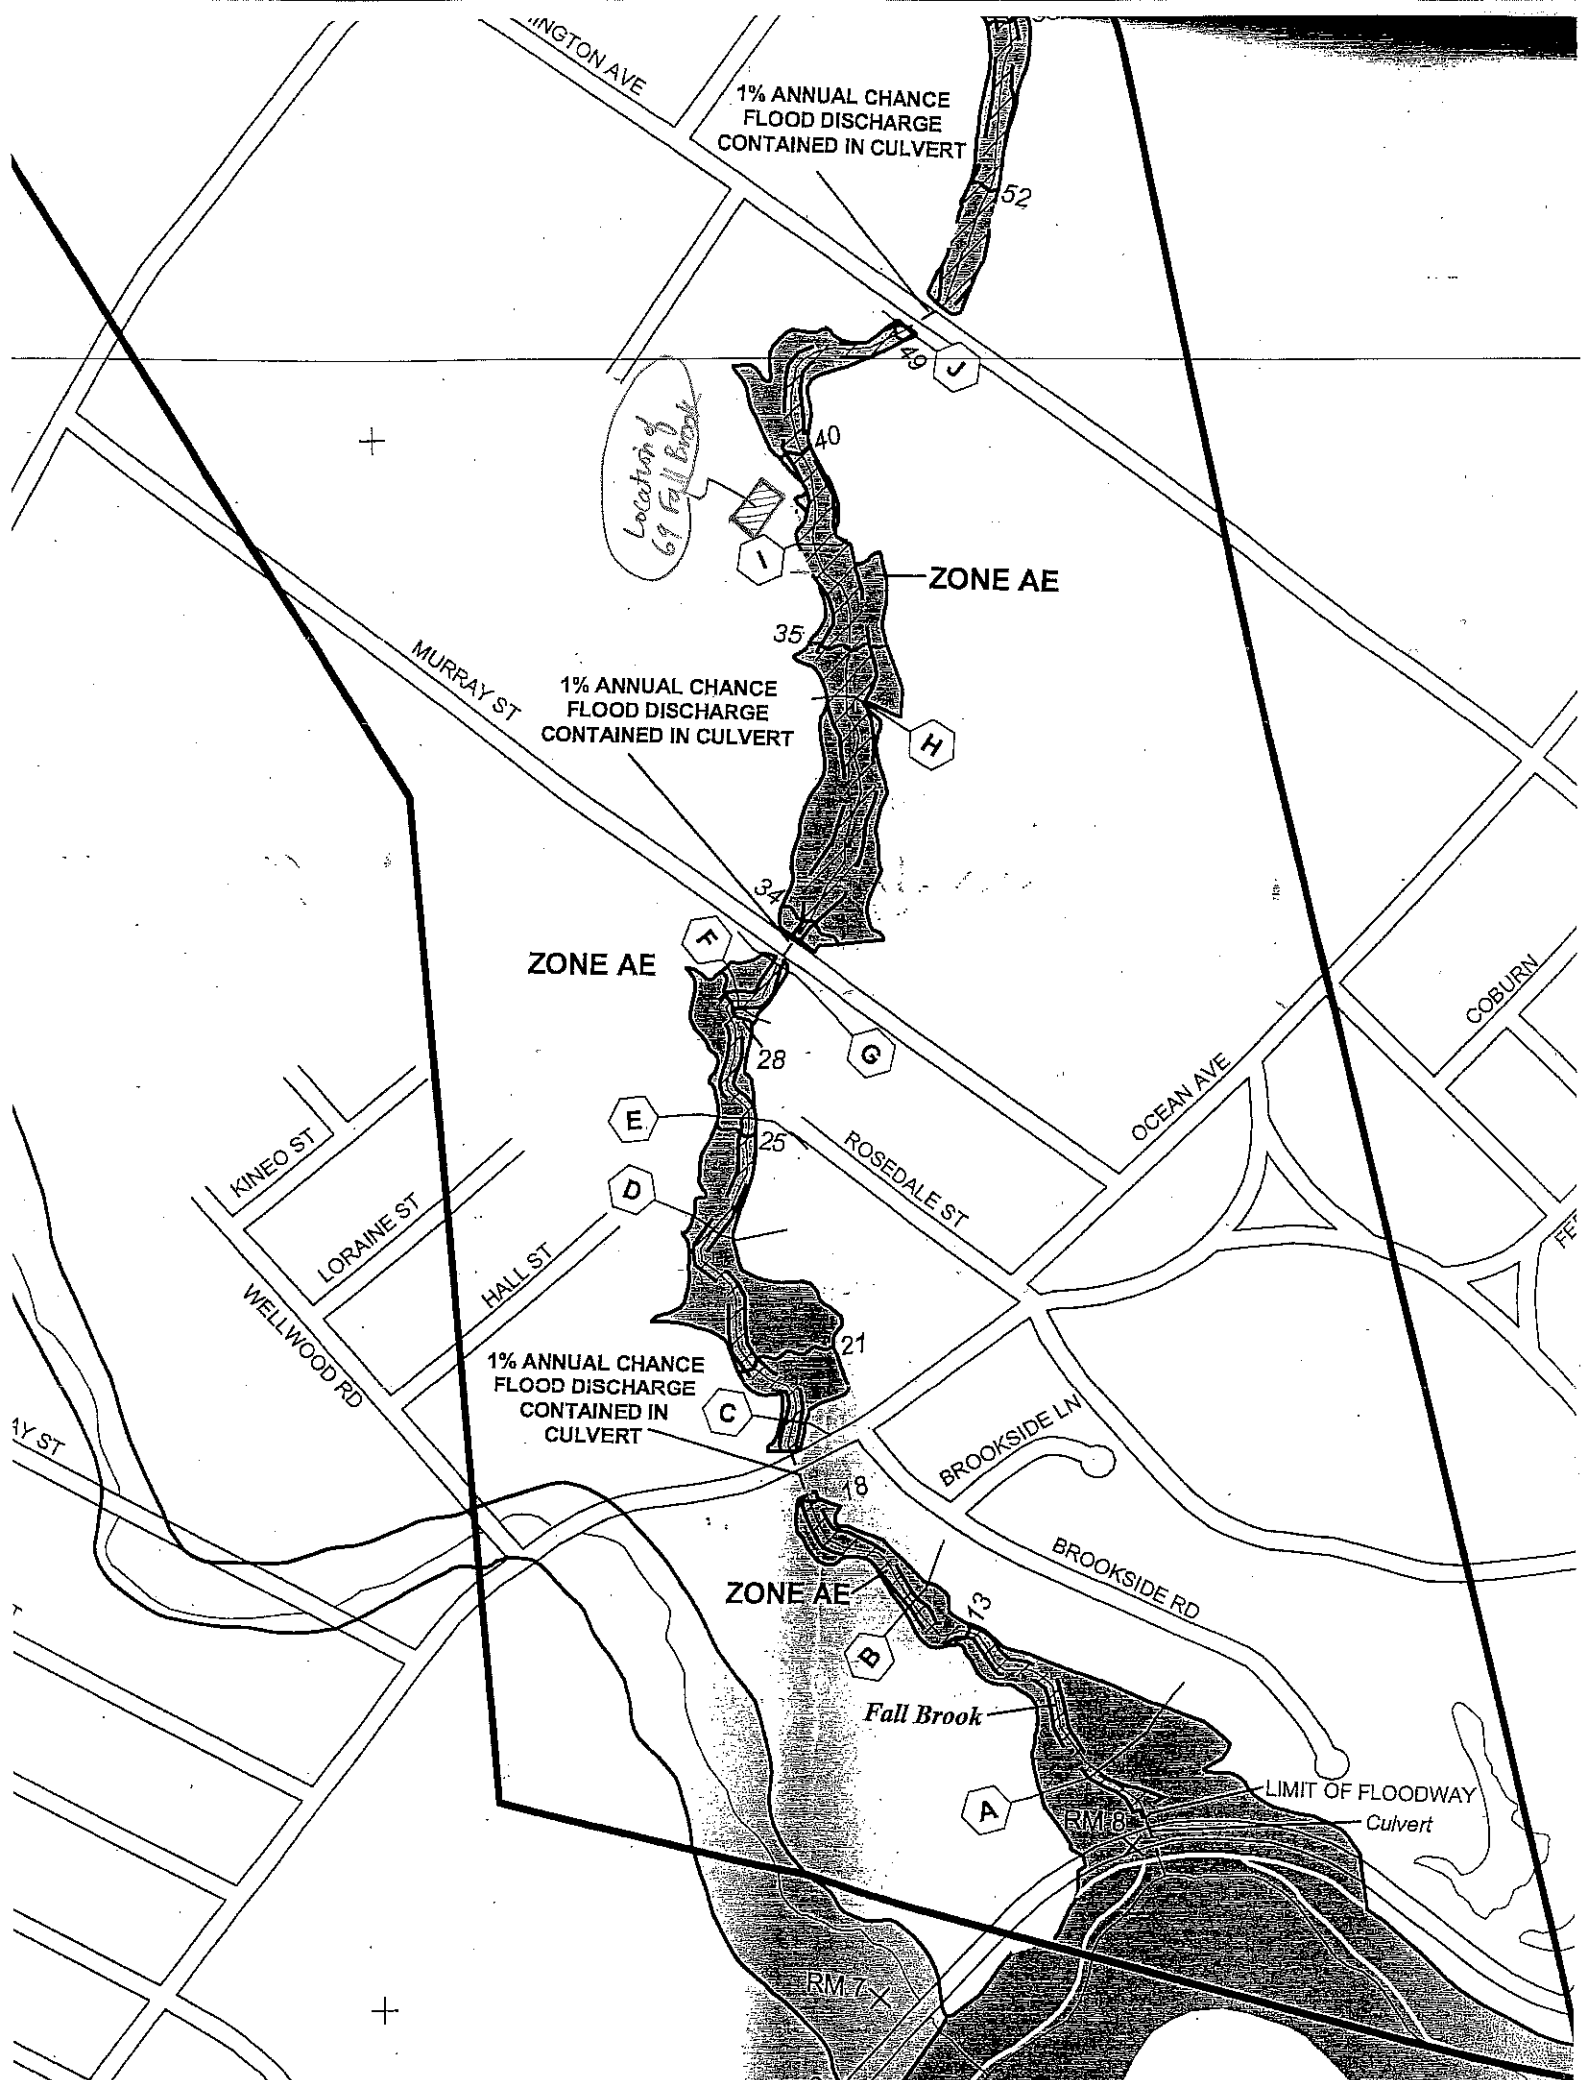 1% ANNUAL CHANCE
FLOOD DISCHARGE
CONTAINED IN CULVERT
52
49
J
40
Location of
69 Fall Brook
I
ZONE AE
35
MURRAY ST
1% ANNUAL CHANCE
FLOOD DISCHARGE
CONTAINED IN CULVERT
H
34
F
ZONE AE
COBURN
28
G
OCEAN AVE
E
25
ROSEDALE ST
KINEO ST
D
LORAINE ST
HALL ST
WELLWOOD RD
21
1% ANNUAL CHANCE
FLOOD DISCHARGE
CONTAINED IN
CULVERT
C
BROOKSIDE LN
AY ST
18
BROOKSIDE RD
ZONE AE
13
B
Fall Brook
LIMIT OF FLOODWAY
A
RM 8
Culvert
RM 7